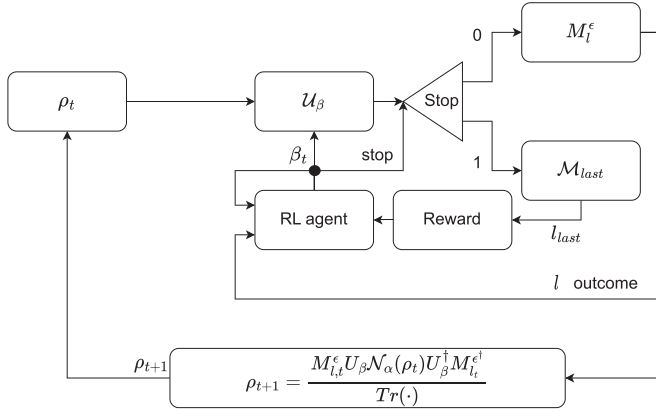 0
M_l^ϵ
ρ_t
𝒰_β
Stop
β_t
stop
1
ℳ_last
RL agent
Reward
l_last
l outcome
ρ_{t+1}
ρ_{t+1} = \frac{M_{l,t}^ϵ U_β 𝒩_α(ρ_t) U_β^† M_{l_t}^{ϵ^†}}{Tr(·)}